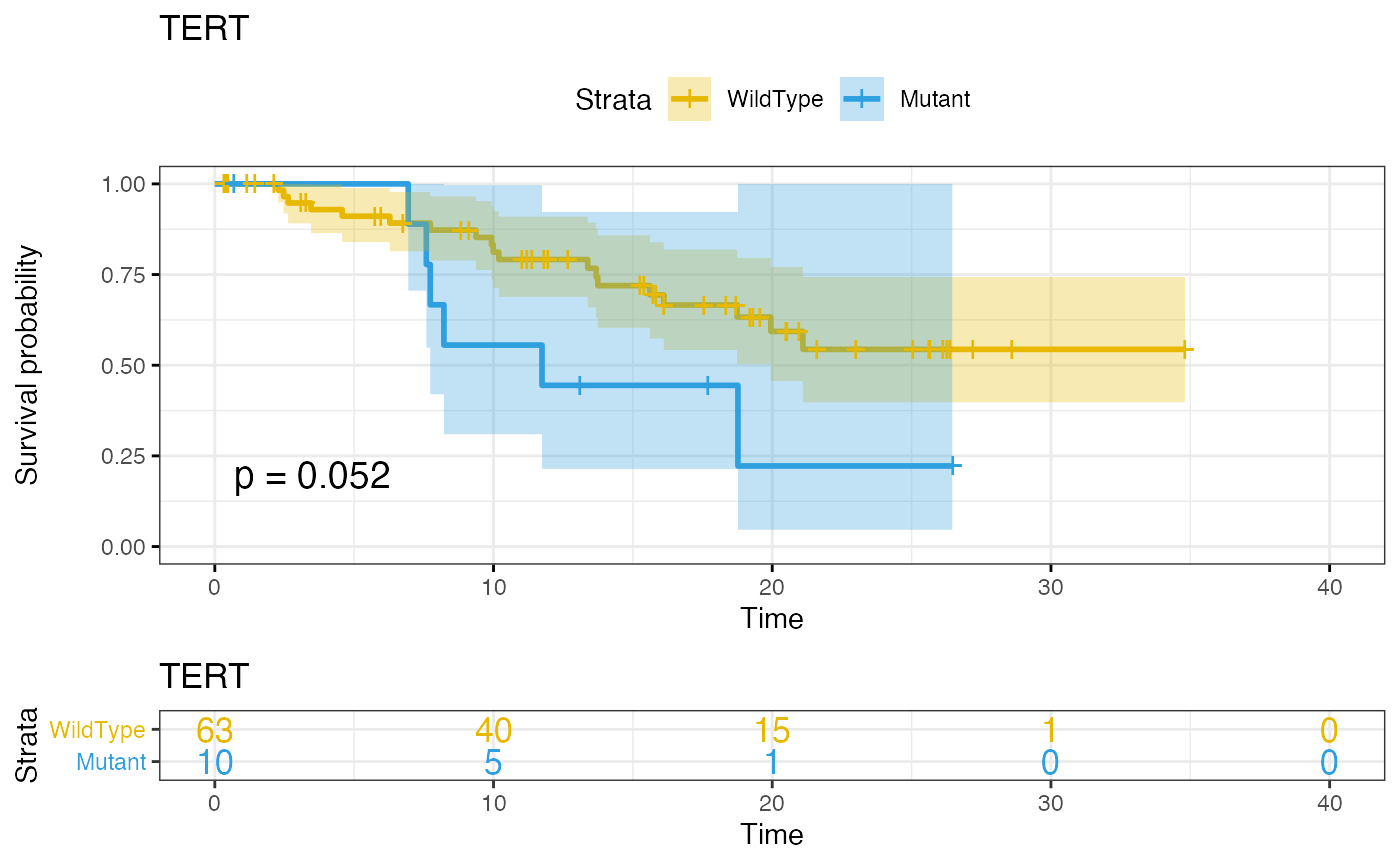 TERT
Strata WildType Mutant
Survival probability
1.00
0.75
0.50
0.25
0.00
p = 0.052
0 10 20 30 40
Time
TERT
Strata
WildType 63 40 15 1 0
Mutant 10 5 1 0 0
0 10 20 30 40
Time